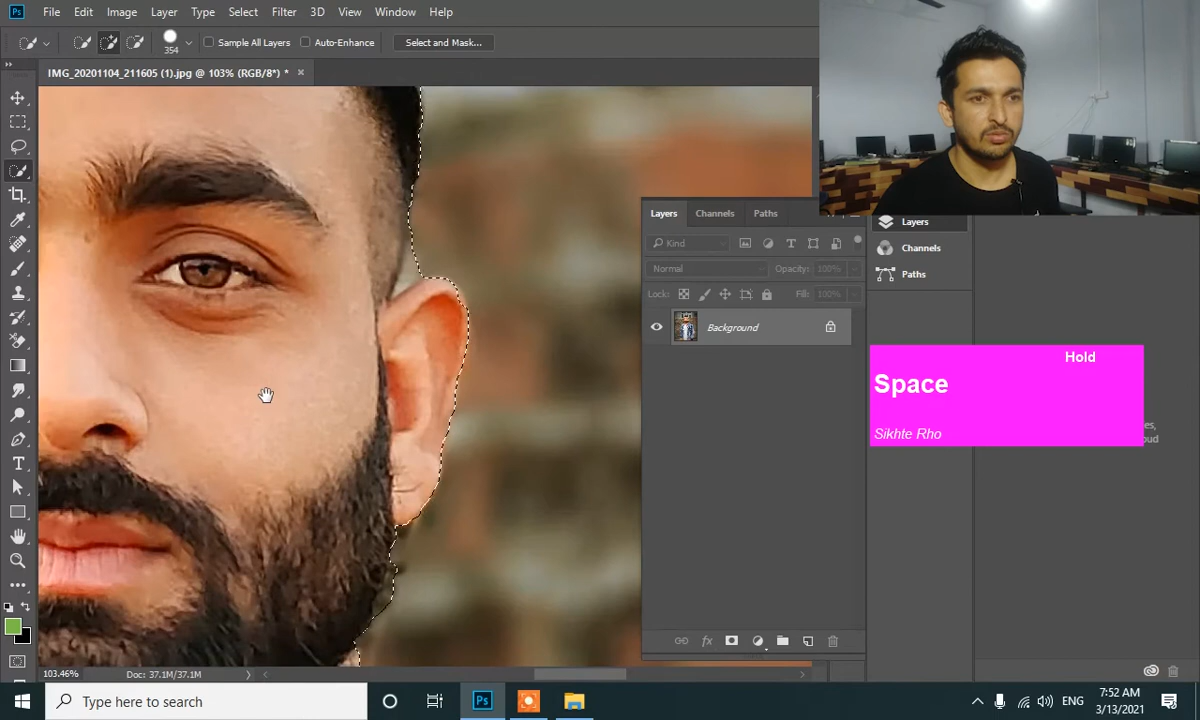 Ps File Edit Image Layer Type Select Filter 3D View Window Help
354 Sample All Layers Auto-Enhance Select and Mask...
IMG_20201104_211605 (1).jpg @ 103% (RGB/8*) * ×
Layers Channels Paths
Kind
Normal Opacity: 100%
Lock: Fill: 100%
Background
Layers
Channels
Paths
Hold
Space
Sikhte Rho
103.46% Doc: 37.1M/37.1M
Type here to search
Ps
ENG
7:52 AM
3/13/2021